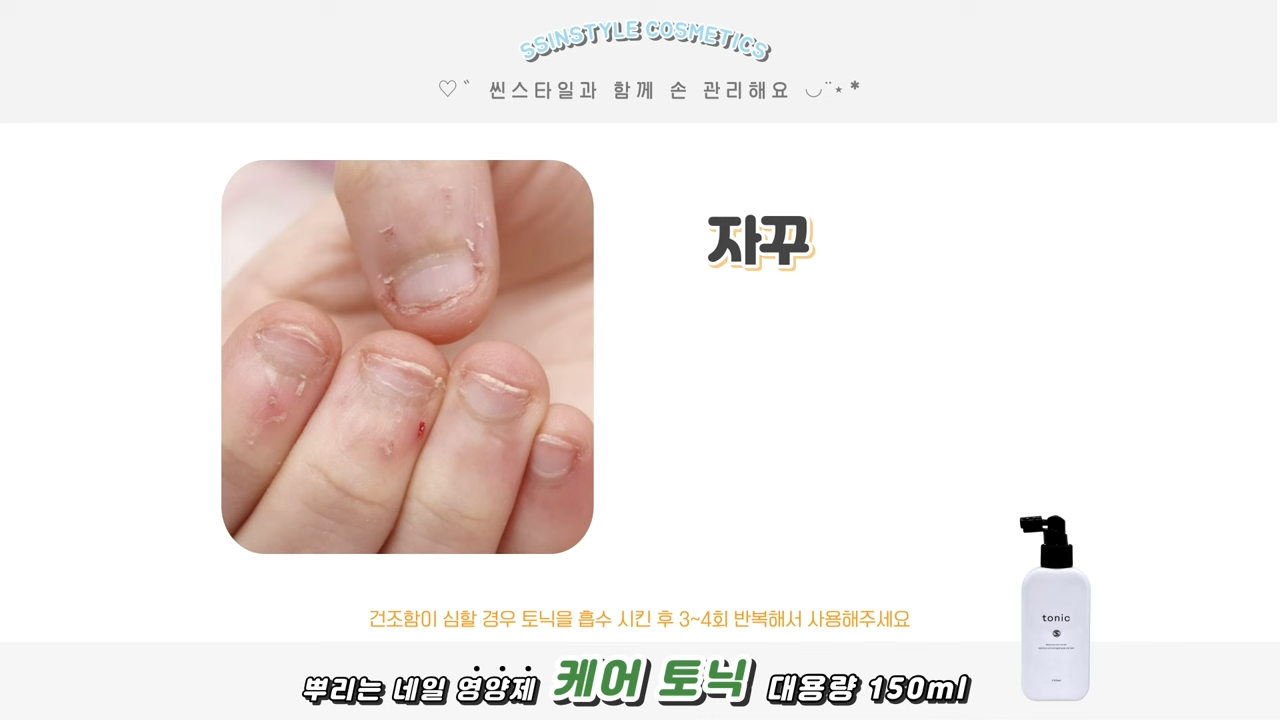 SSINSTYLE COSMETICS
♡゛ 씬스타일과 함께 손 관리해요 ◡̈⋆*
자꾸
건조함이 심할 경우 토닉을 흡수 시킨 후 3~4회 반복해서 사용해주세요
tonic
뿌리는 네일 영양제 케어 토닉 대용량 150ml